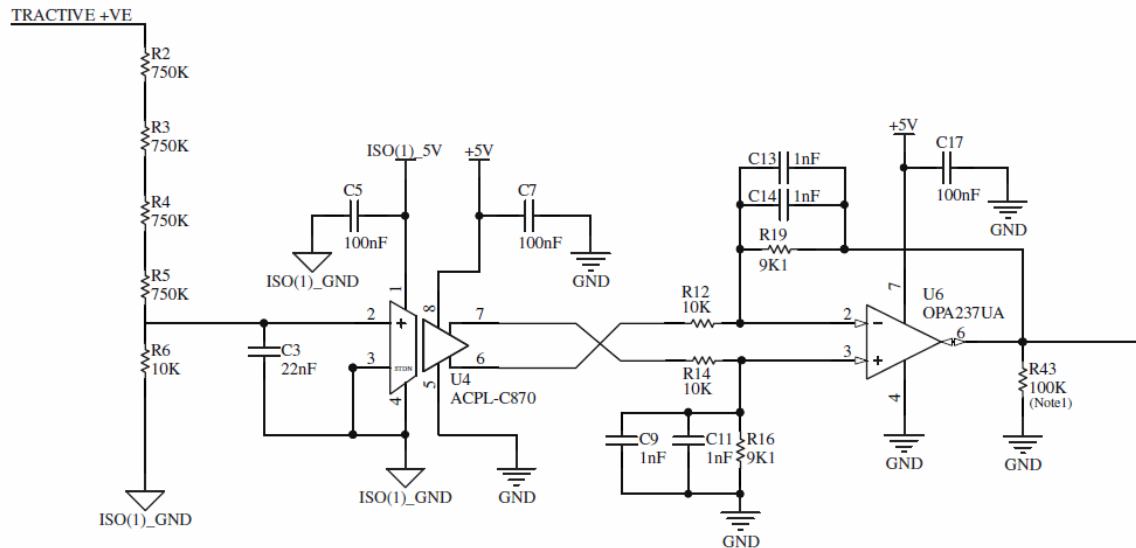 TRACTIVE +VE
R2
750K
R3
750K
R4
750K
R5
750K
R6
10K
ISO(1)_GND
C3
22nF
ISO(1)_5V
+5V
C5
100nF
ISO(1)_GND
C7
100nF
GND
1
8
2
+
3
STDN
4
5
7
6
U4
ACPL-C870
ISO(1)_GND
GND
C13
1nF
C14
1nF
R19
9K1
R12
10K
R14
10K
C9
1nF
C11
1nF
R16
9K1
GND
+5V
C17
100nF
GND
7
U6
OPA237UA
2
-
3
+
6
4
GND
R43
100K
(Note1)
GND